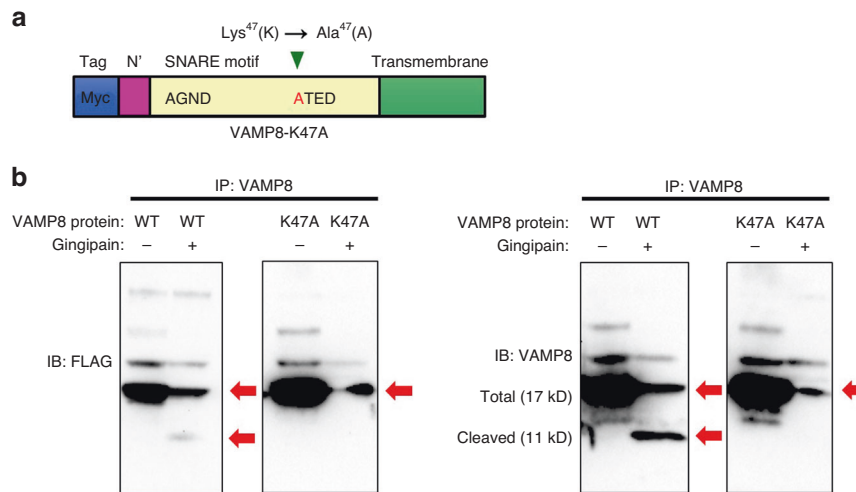 a
Lys⁴⁷(K) → Ala⁴⁷(A)
Tag N' SNARE motif Transmembrane
Myc AGND ATED
VAMP8-K47A
b
IP: VAMP8
VAMP8 protein: WT WT K47A K47A
Gingipain: – + – +
IB: FLAG
IP: VAMP8
VAMP8 protein: WT WT K47A K47A
Gingipain: – + – +
IB: VAMP8
Total (17 kD)
Cleaved (11 kD)